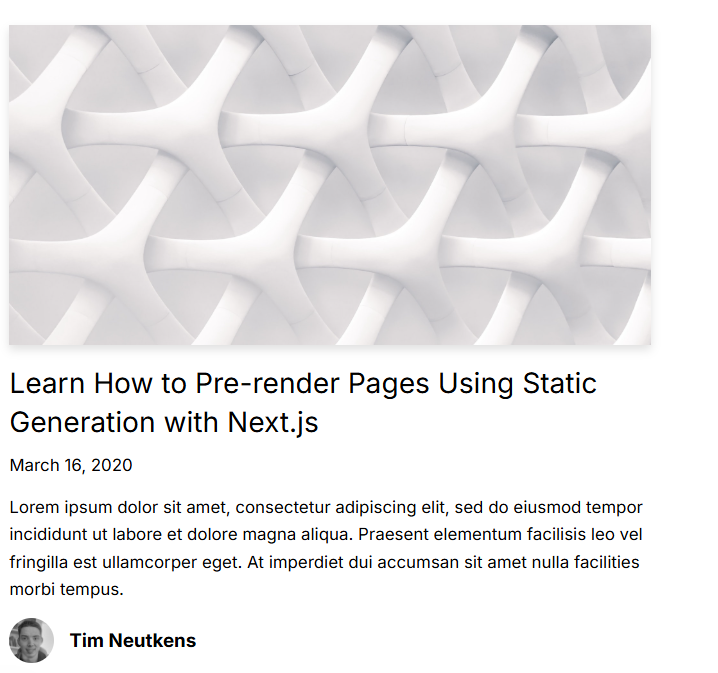 Learn How to Pre-render Pages Using Static
Generation with Next.js
March 16, 2020
Lorem ipsum dolor sit amet, consectetur adipiscing elit, sed do eiusmod tempor
incididunt ut labore et dolore magna aliqua. Praesent elementum facilisis leo vel
fringilla est ullamcorper eget. At imperdiet dui accumsan sit amet nulla facilities
morbi tempus.
Tim Neutkens